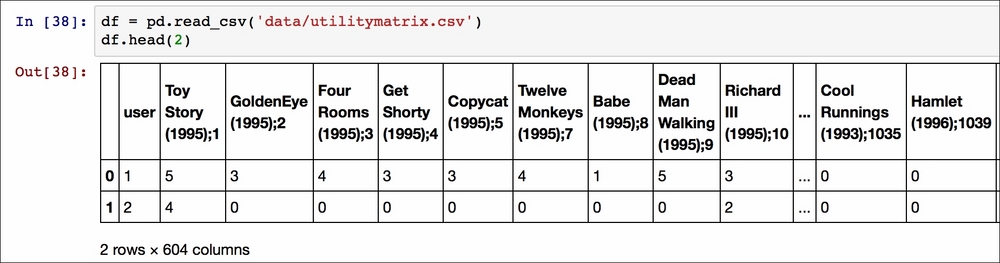 In [38]: df = pd.read_csv('data/utilitymatrix.csv')
df.head(2)
Out[38]:
user Toy Story (1995);1 GoldenEye (1995);2 Four Rooms (1995);3 Get Shorty (1995);4 Copycat (1995);5 Twelve Monkeys (1995);7 Babe (1995);8 Dead Man Walking (1995);9 Richard III (1995);10 ... Cool Runnings (1993);1035 Hamlet (1996);1039
0 1 5 3 4 3 3 4 1 5 3 ... 0 0
1 2 4 0 0 0 0 0 0 0 2 ... 0 0
2 rows × 604 columns